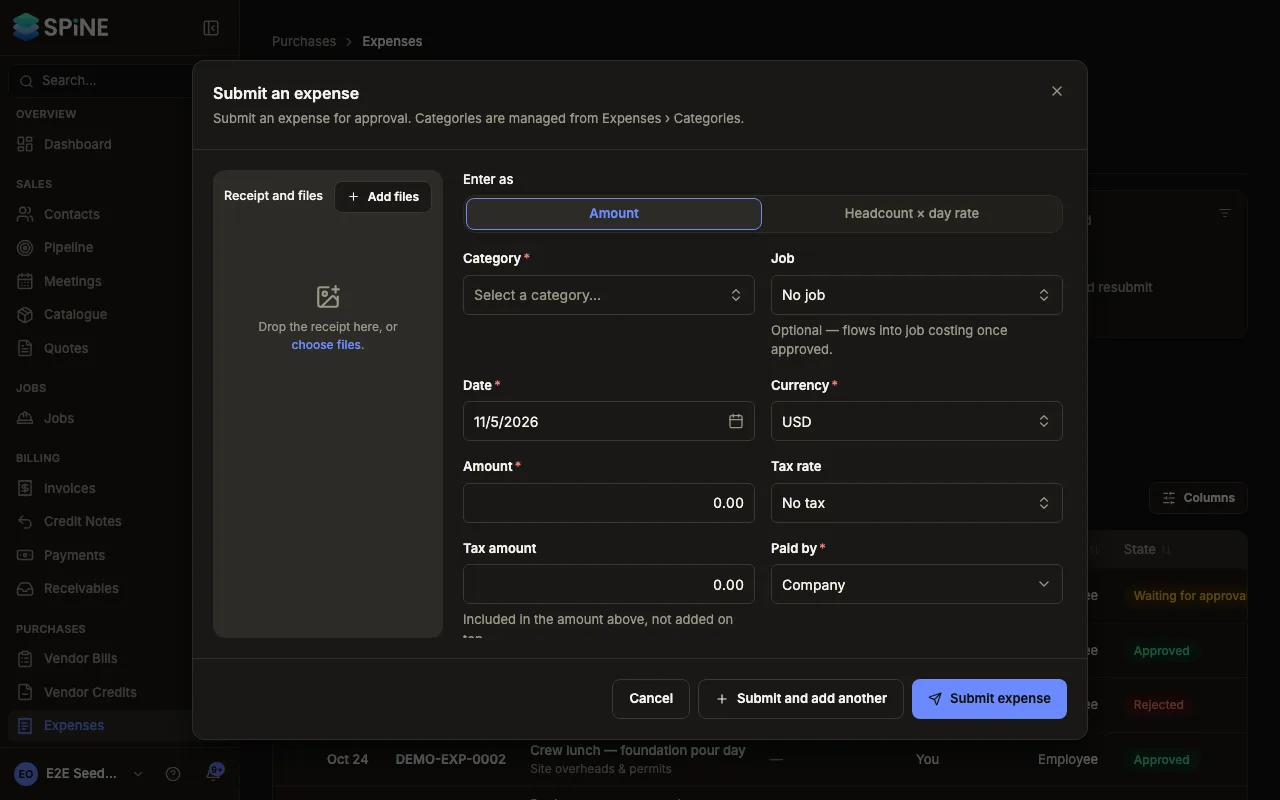 SPiNE
Purchases > Expenses
Search...
OVERVIEW
Dashboard
SALES
Contacts
Pipeline
Meetings
Catalogue
Quotes
JOBS
Jobs
BILLING
Invoices
Credit Notes
Payments
Receivables
PURCHASES
Vendor Bills
Vendor Credits
Expenses
EO E2E Seed... 9+
Submit an expense
Submit an expense for approval. Categories are managed from Expenses › Categories.
Receipt and files
+ Add files
Drop the receipt here, or
choose files.
Enter as
Amount
Headcount × day rate
Category *
Select a category...
Job
No job
Optional — flows into job costing once
approved.
Date *
11/5/2026
Currency *
USD
Amount *
0.00
Tax rate
No tax
Tax amount
0.00
Included in the amount above, not added on
Paid by *
Company
Cancel
+ Submit and add another
Submit expense
resubmit
Columns
State
Waiting for approval
Approved
Rejected
Oct 24
DEMO-EXP-0002
Crew lunch — foundation pour day
Site overheads & permits
—
You
Employee
Approved